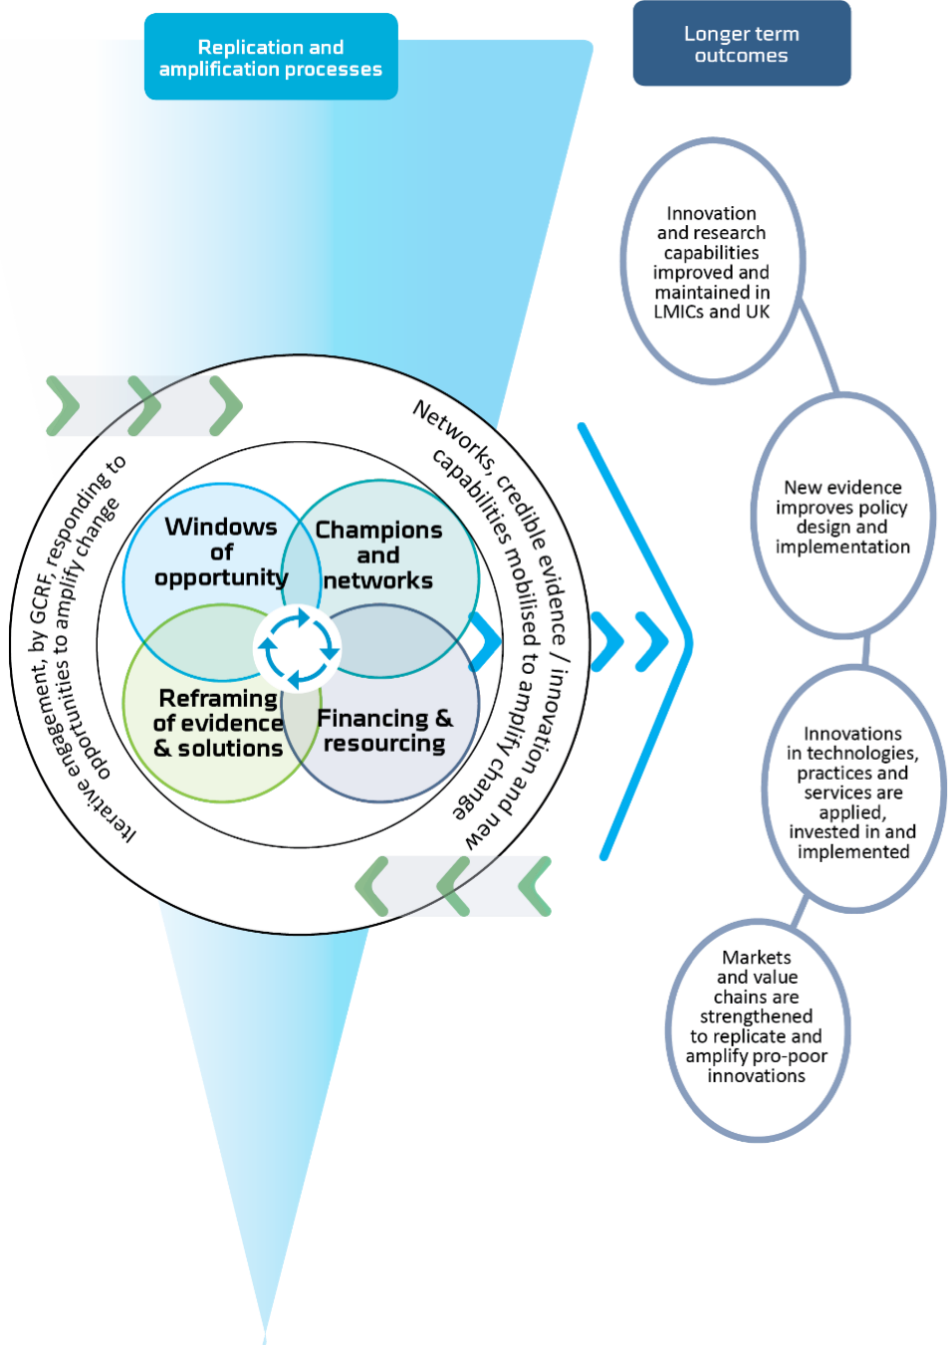 Replication and
amplification processes
Longer term
outcomes
Iterative engagement, by GCRF, responding to
opportunities to amplify change
Networks, credible evidence / innovation and new
capabilities mobilised to amplify change
Windows
of
opportunity
Champions
and
networks
Reframing
of evidence
& solutions
Financing &
resourcing
Innovation
and research
capabilities
improved and
maintained in
LMICs and UK
New evidence
improves policy
design and
implementation
Innovations
in technologies,
practices and
services are
applied,
invested in and
implemented
Markets
and value
chains are
strengthened
to replicate and
amplify pro-poor
innovations